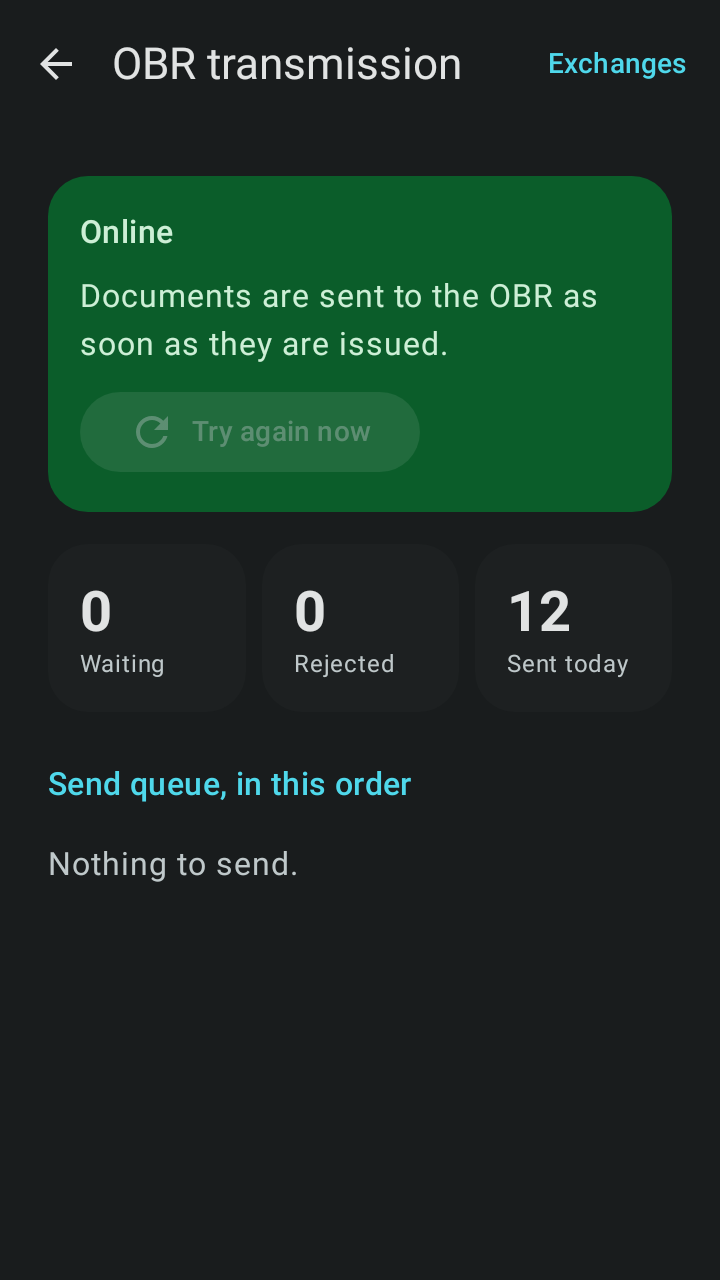 OBR transmission
Exchanges
Online
Documents are sent to the OBR as
soon as they are issued.
Try again now
0
Waiting
0
Rejected
12
Sent today
Send queue, in this order
Nothing to send.